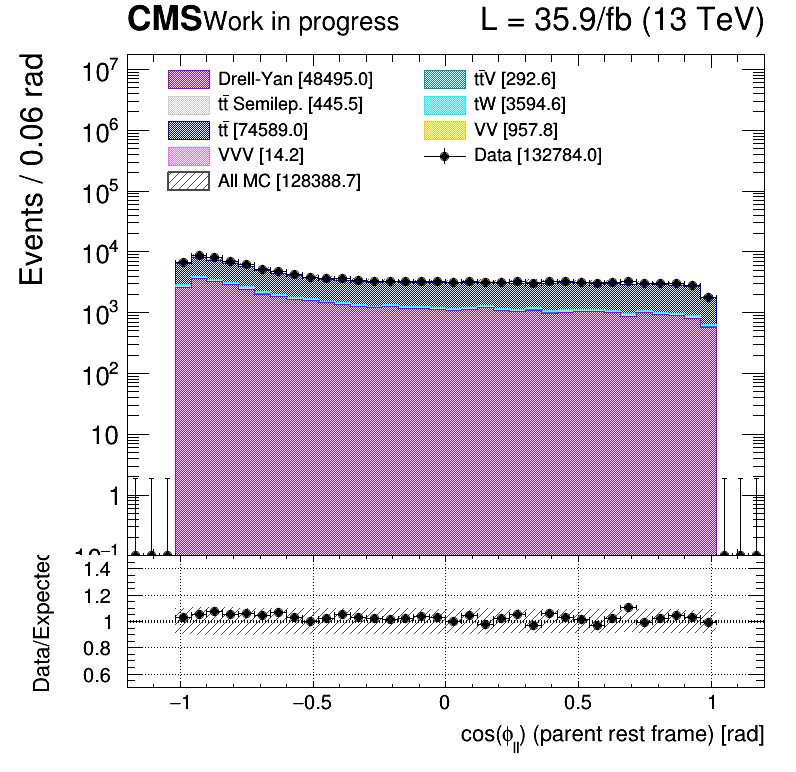 CMS Work in progress L = 35.9/fb (13 TeV)
Events / 0.06 rad
Drell-Yan [48495.0]
tt̄ Semilep. [445.5]
tt̄ [74589.0]
VVV [14.2]
All MC [128388.7]
tt̄V [292.6]
tW [3594.6]
VV [957.8]
Data [132784.0]
10⁷
10⁶
10⁵
10⁴
10³
10²
10
1
10⁻¹
Data/Expected
1.4
1.2
1
0.8
0.6
−1 −0.5 0 0.5 1
cos(ϕ_ll) (parent rest frame) [rad]